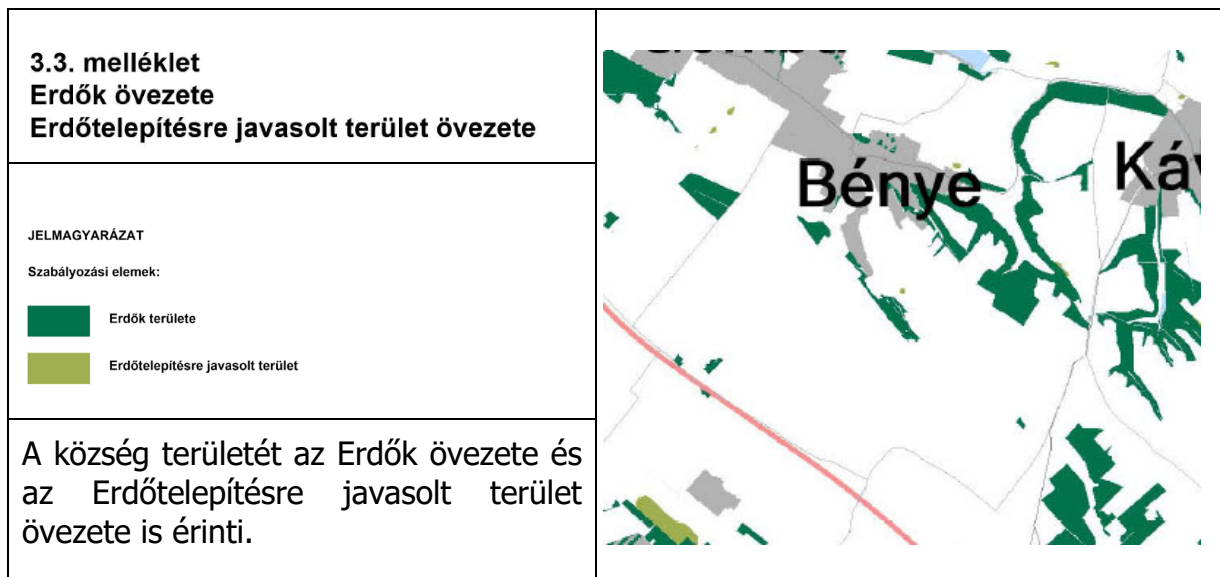 3.3. melléklet
Erdők övezete
Erdőtelepítésre javasolt terület övezete
JELMAGYARÁZAT
Szabályozási elemek:
Erdők területe
Erdőtelepítésre javasolt terület
A község területét az Erdők övezete és
az Erdőtelepítésre javasolt terület
övezete is érinti.
Bénye
Káv